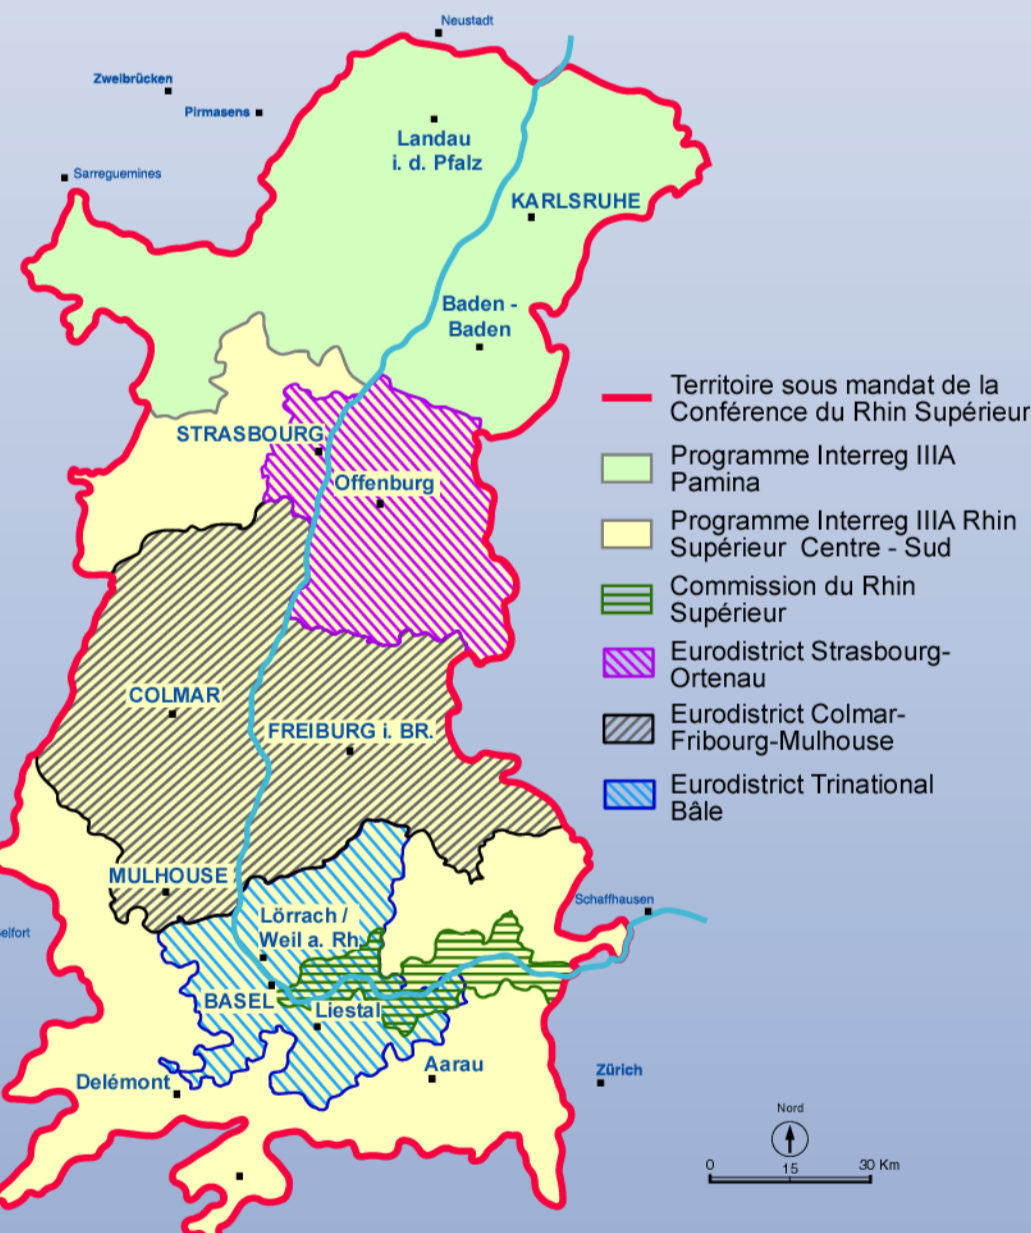 Neustadt
Zweibrücken
Pirmasens
Landau
i. d. Pfalz
Sarreguemines
KARLSRUHE
Baden -
Baden
STRASBOURG
Offenburg
COLMAR
FREIBURG i. BR.
MULHOUSE
Lörrach /
Weil a. Rh.
BASEL
Liestal
Delémont
Aarau
Schaffhausen
Zürich
elfort
Territoire sous mandat de la
Conférence du Rhin Supérieur
Programme Interreg IIIA
Pamina
Programme Interreg IIIA Rhin
Supérieur Centre - Sud
Commission du Rhin
Supérieur
Eurodistrict Strasbourg-
Ortenau
Eurodistrict Colmar-
Fribourg-Mulhouse
Eurodistrict Trinational
Bâle
Nord
0 15 30 Km